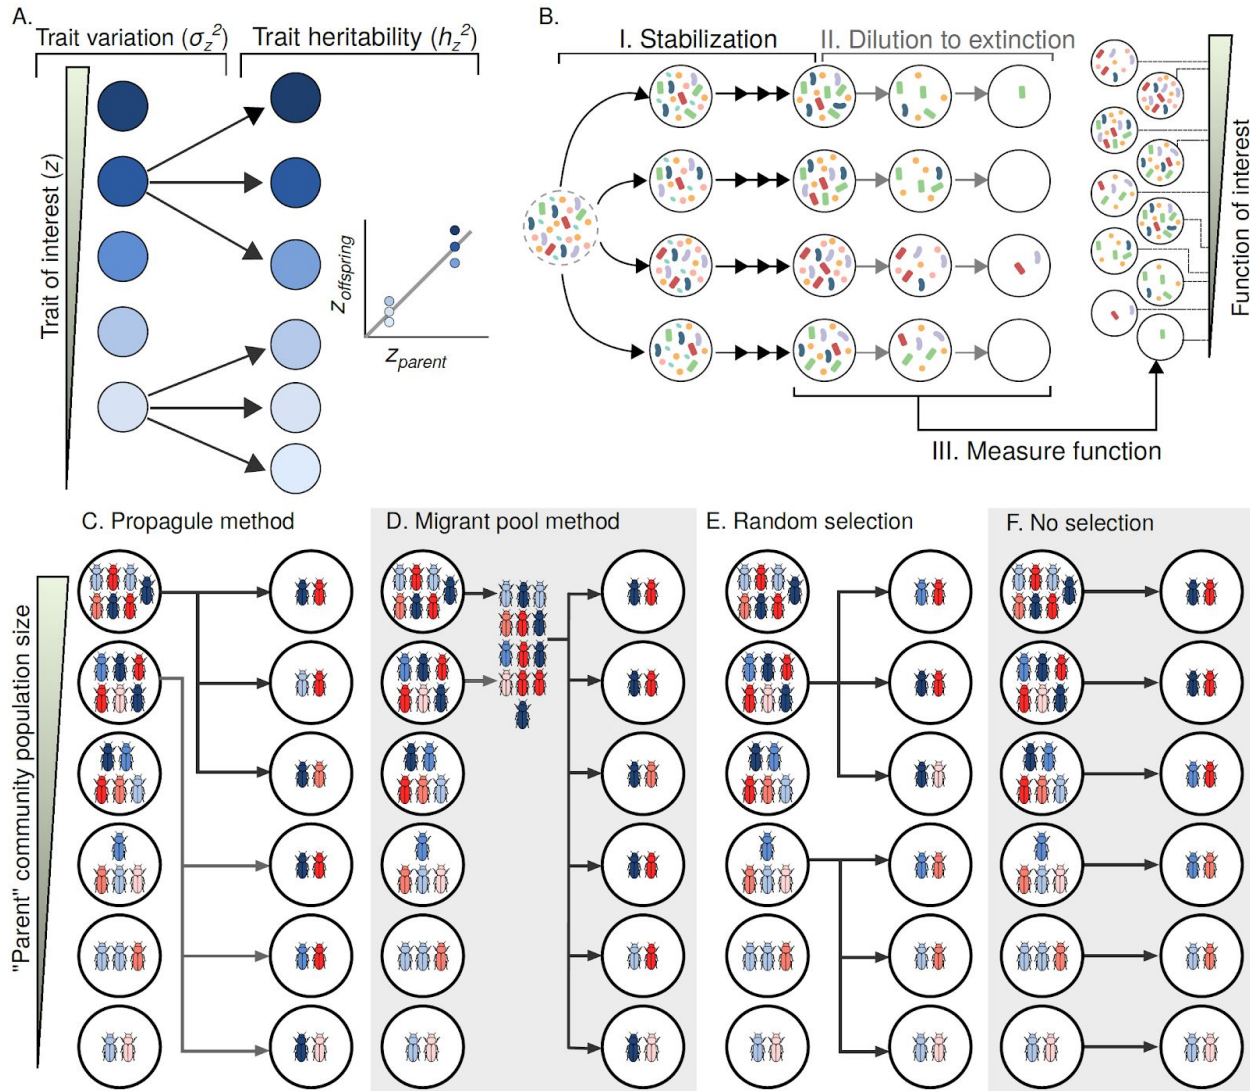 A.
Trait variation (σz²)
Trait heritability (hz²)
Trait of interest (z)
zoffspring
zparent
B.
I. Stabilization
II. Dilution to extinction
Function of interest
III. Measure function
C. Propagule method
D. Migrant pool method
E. Random selection
F. No selection
"Parent" community population size